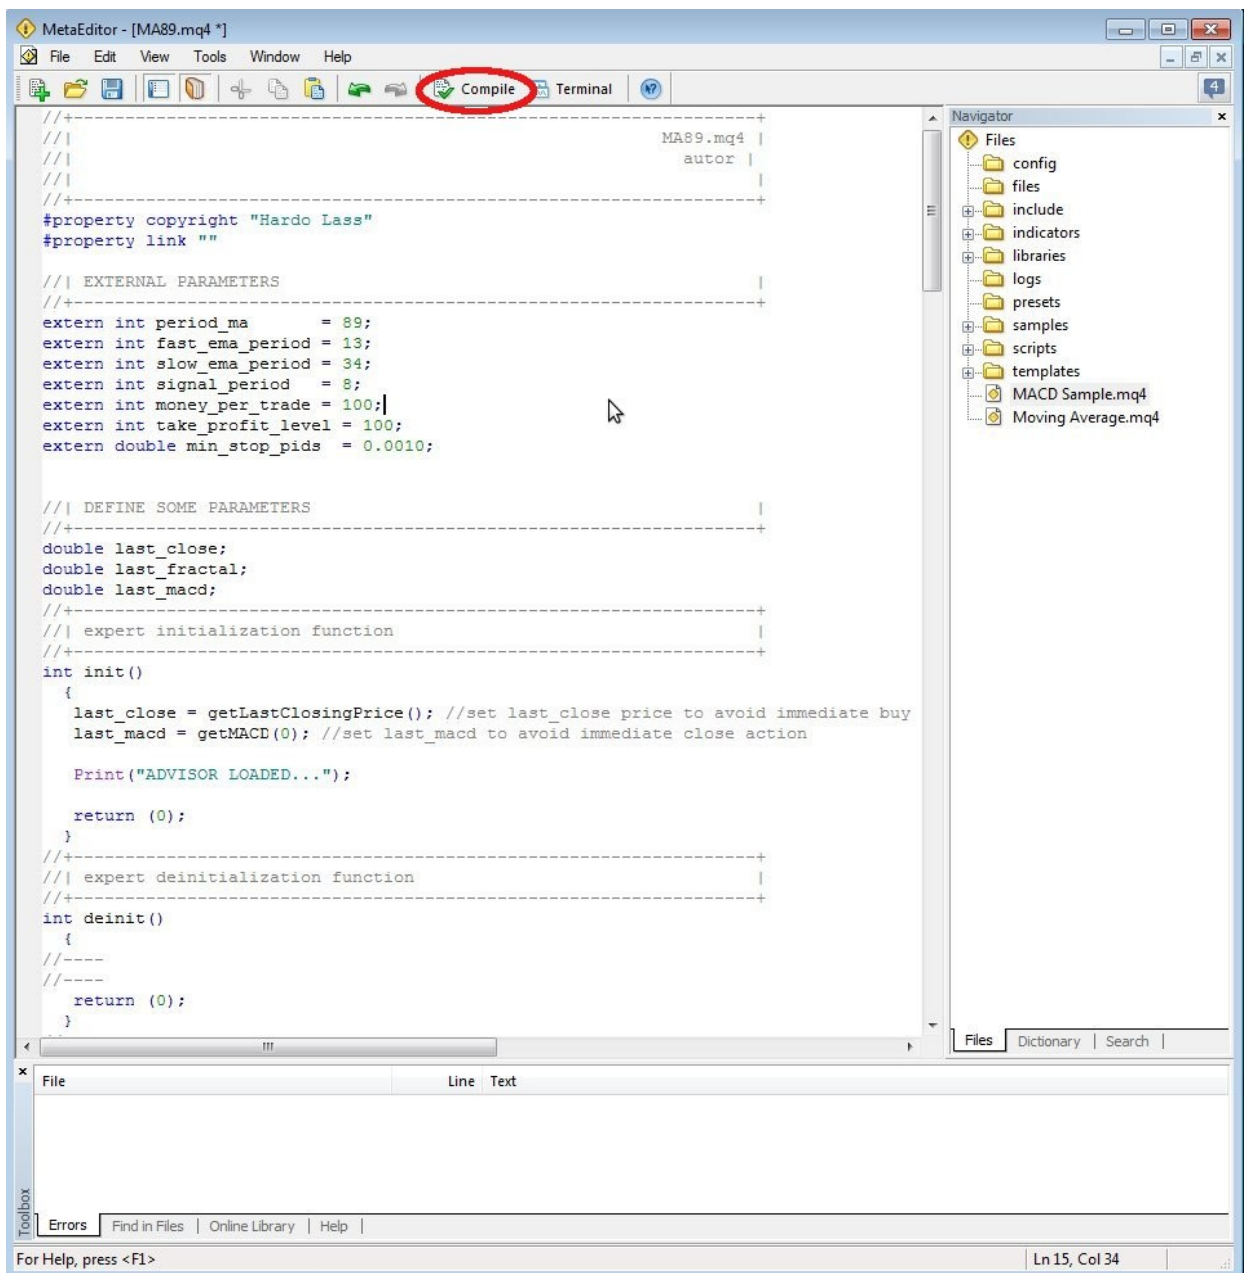 MetaEditor - [MA89.mq4 *]
File Edit View Tools Window Help
Compile Terminal
4
//+------------------------------------------------------------------+
//| MA89.mq4 |
//| autor |
//| |
//+------------------------------------------------------------------+
#property copyright "Hardo Lass"
#property link ""
//| EXTERNAL PARAMETERS |
//+------------------------------------------------------------------+
extern int period_ma = 89;
extern int fast_ema_period = 13;
extern int slow_ema_period = 34;
extern int signal_period = 8;
extern int money_per_trade = 100;
extern int take_profit_level = 100;
extern double min_stop_pids = 0.0010;
//| DEFINE SOME PARAMETERS |
//+------------------------------------------------------------------+
double last_close;
double last_fractal;
double last_macd;
//+------------------------------------------------------------------+
//| expert initialization function |
//+------------------------------------------------------------------+
int init()
{
last_close = getLastClosingPrice(); //set last_close price to avoid immediate buy
last_macd = getMACD(0); //set last_macd to avoid immediate close action
Print("ADVISOR LOADED...");
return (0);
}
//+------------------------------------------------------------------+
//| expert deinitialization function |
//+------------------------------------------------------------------+
int deinit()
{
//----
//----
return (0);
}
Navigator
Files
config
files
include
indicators
libraries
logs
presets
samples
scripts
templates
MACD Sample.mq4
Moving Average.mq4
Files Dictionary | Search |
File Line Text
Toolbox
Errors Find in Files | Online Library | Help |
For Help, press <F1> Ln 15, Col 34